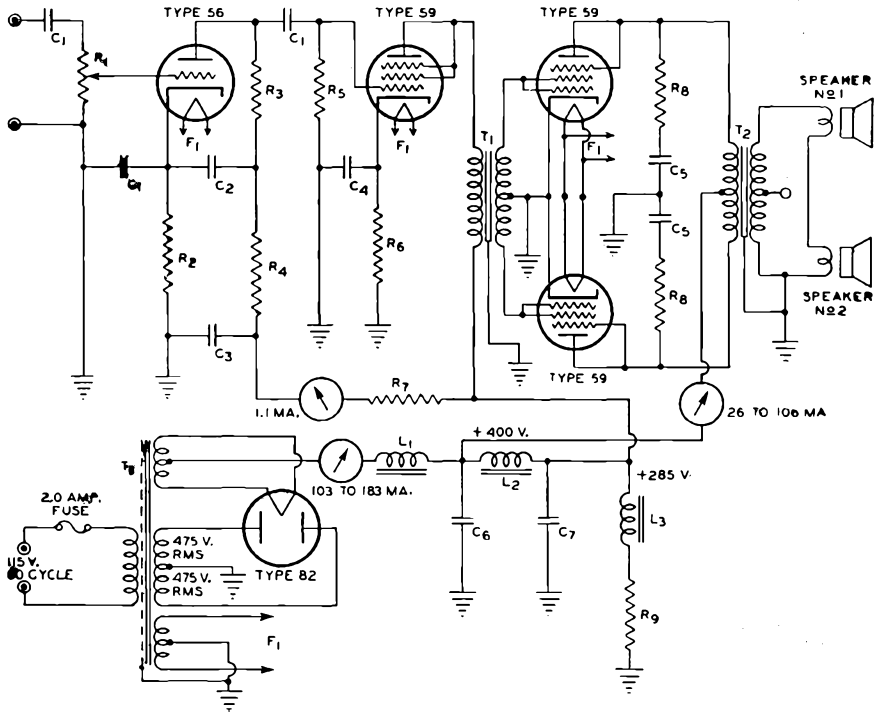 TYPE 56
TYPE 59
TYPE 59
C1
R1
R3
C1
R5
F1
F1
C2
C4
R2
R4
R6
C3
T1
F1
R8
C5
C5
R8
T2
SPEAKER
No1
SPEAKER
No2
TYPE 59
1.1 MA.
R7
26 TO 106 MA
+400 V.
L1
L2
+285 V.
103 TO 183 MA.
L3
C6
C7
R9
2.0 AMP.
FUSE
115 V.
CYCLE
475 V.
RMS
475 V.
RMS
TYPE 82
F1